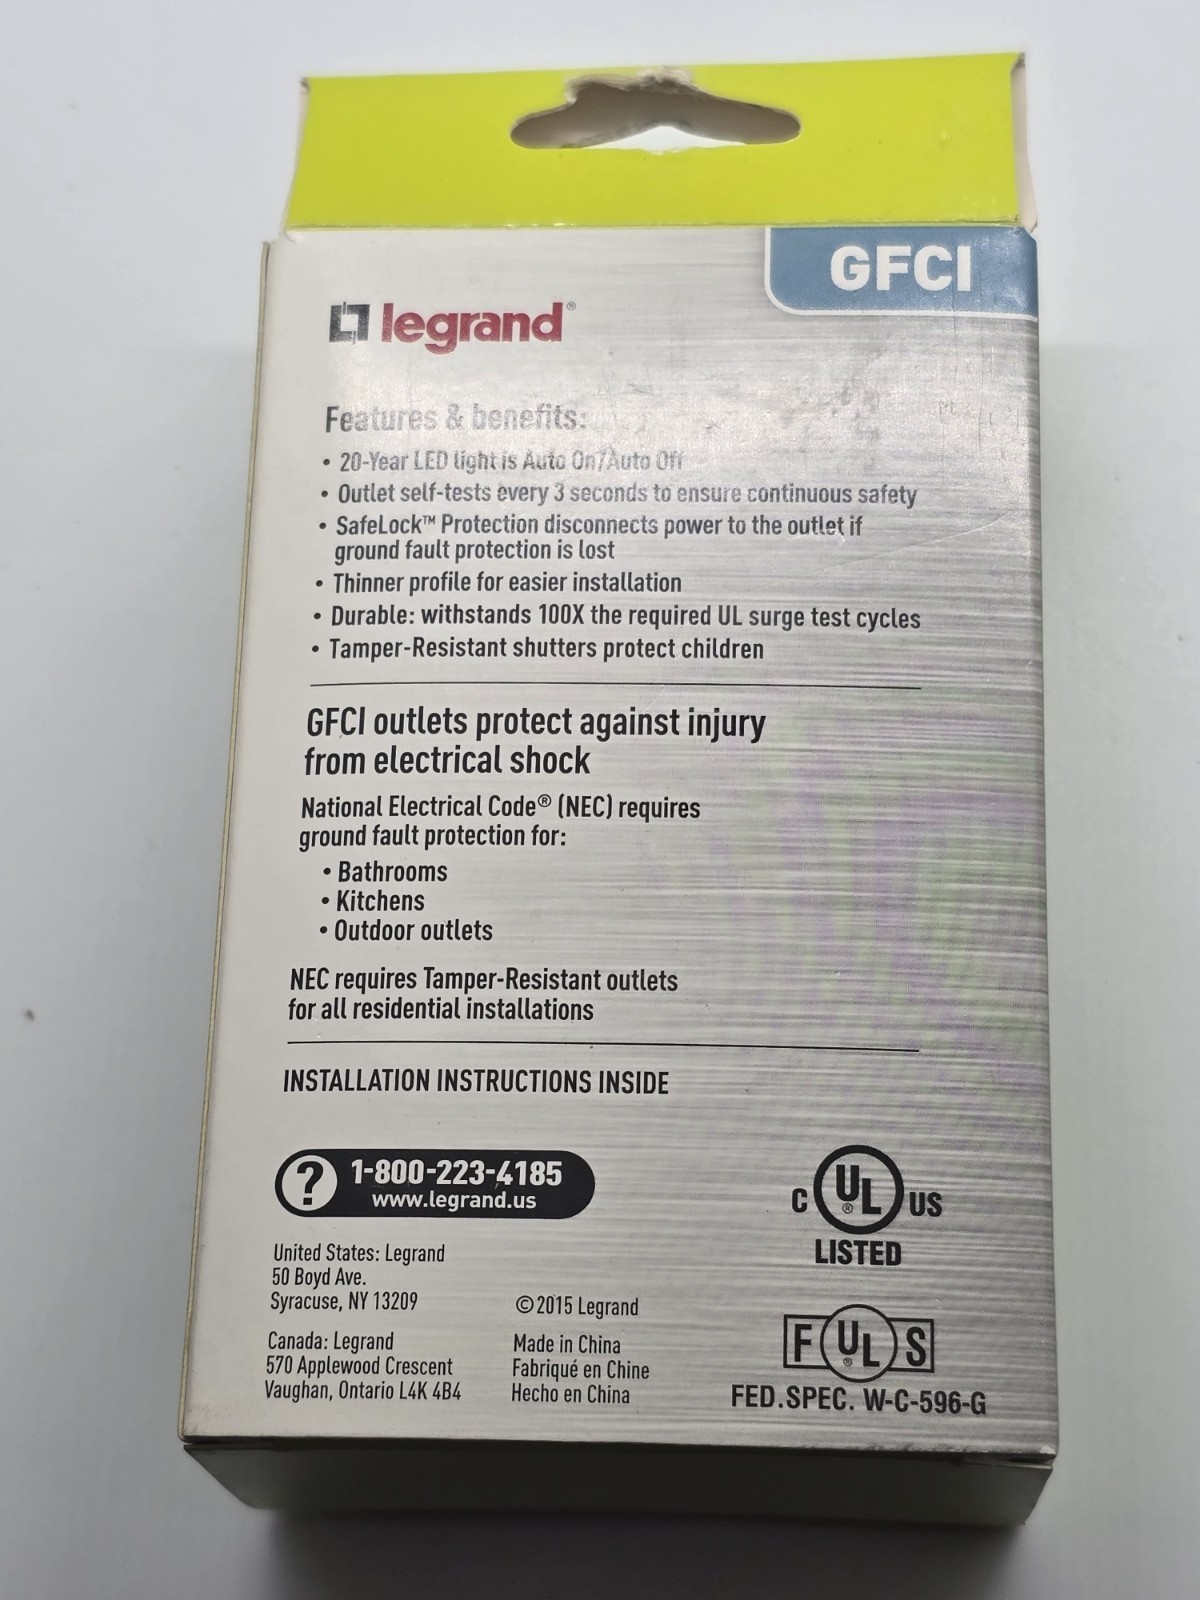 GFCI
legrand®
Features & benefits:
• 20-Year LED light is Auto On/Auto Off
• Outlet self-tests every 3 seconds to ensure continuous safety
• SafeLock™ Protection disconnects power to the outlet if
ground fault protection is lost
• Thinner profile for easier installation
• Durable: withstands 100X the required UL surge test cycles
• Tamper-Resistant shutters protect children
GFCI outlets protect against injury
from electrical shock
National Electrical Code® (NEC) requires
ground fault protection for:
• Bathrooms
• Kitchens
• Outdoor outlets
NEC requires Tamper-Resistant outlets
for all residential installations
INSTALLATION INSTRUCTIONS INSIDE
? 1-800-223-4185
www.legrand.us
C UL® US
LISTED
United States: Legrand
50 Boyd Ave.
Syracuse, NY 13209
Canada: Legrand
570 Applewood Crescent
Vaughan, Ontario L4K 4B4
©2015 Legrand
Made in China
Fabriqué en Chine
Hecho en China
F UL® S
FED.SPEC. W-C-596-G